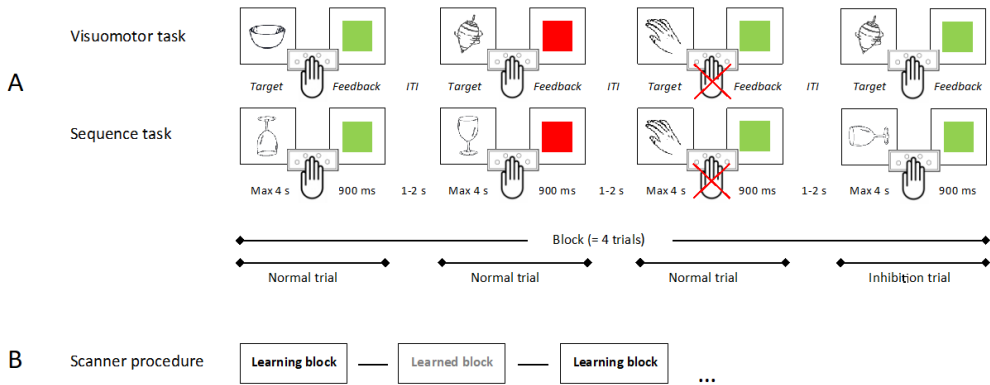 Visuomotor task
A
Target Feedback ITI Target Feedback ITI Target Feedback ITI Target Feedback
Sequence task
Max 4 s 900 ms 1-2 s Max 4 s 900 ms 1-2 s Max 4 s 900 ms 1-2 s Max 4 s 900 ms
Block (= 4 trials)
Normal trial Normal trial Normal trial Inhibition trial
B Scanner procedure Learning block Learned block Learning block ...